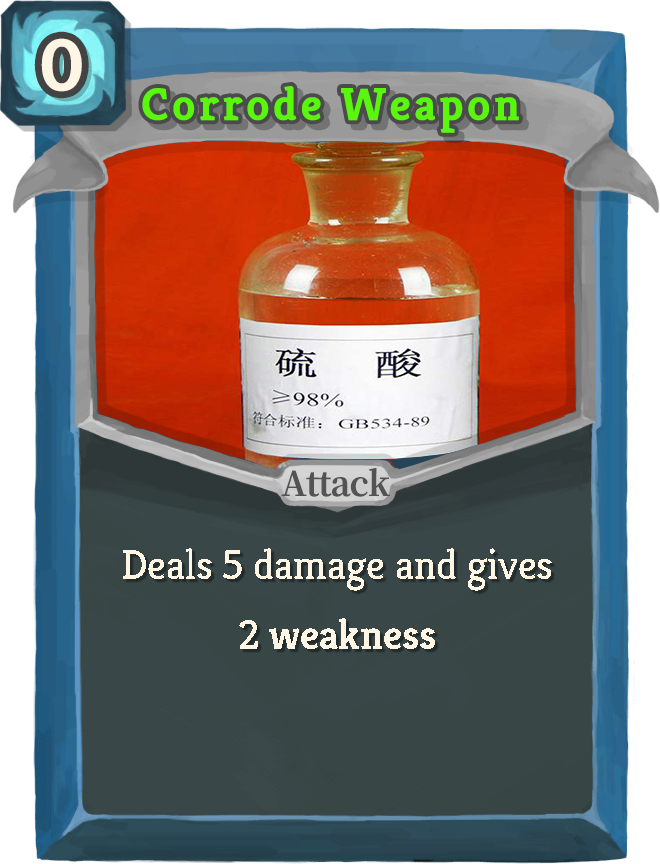 0
Corrode Weapon
硫 酸
≥98%
符合标准：GB534-89
Attack
Deals 5 damage and gives
2 weakness